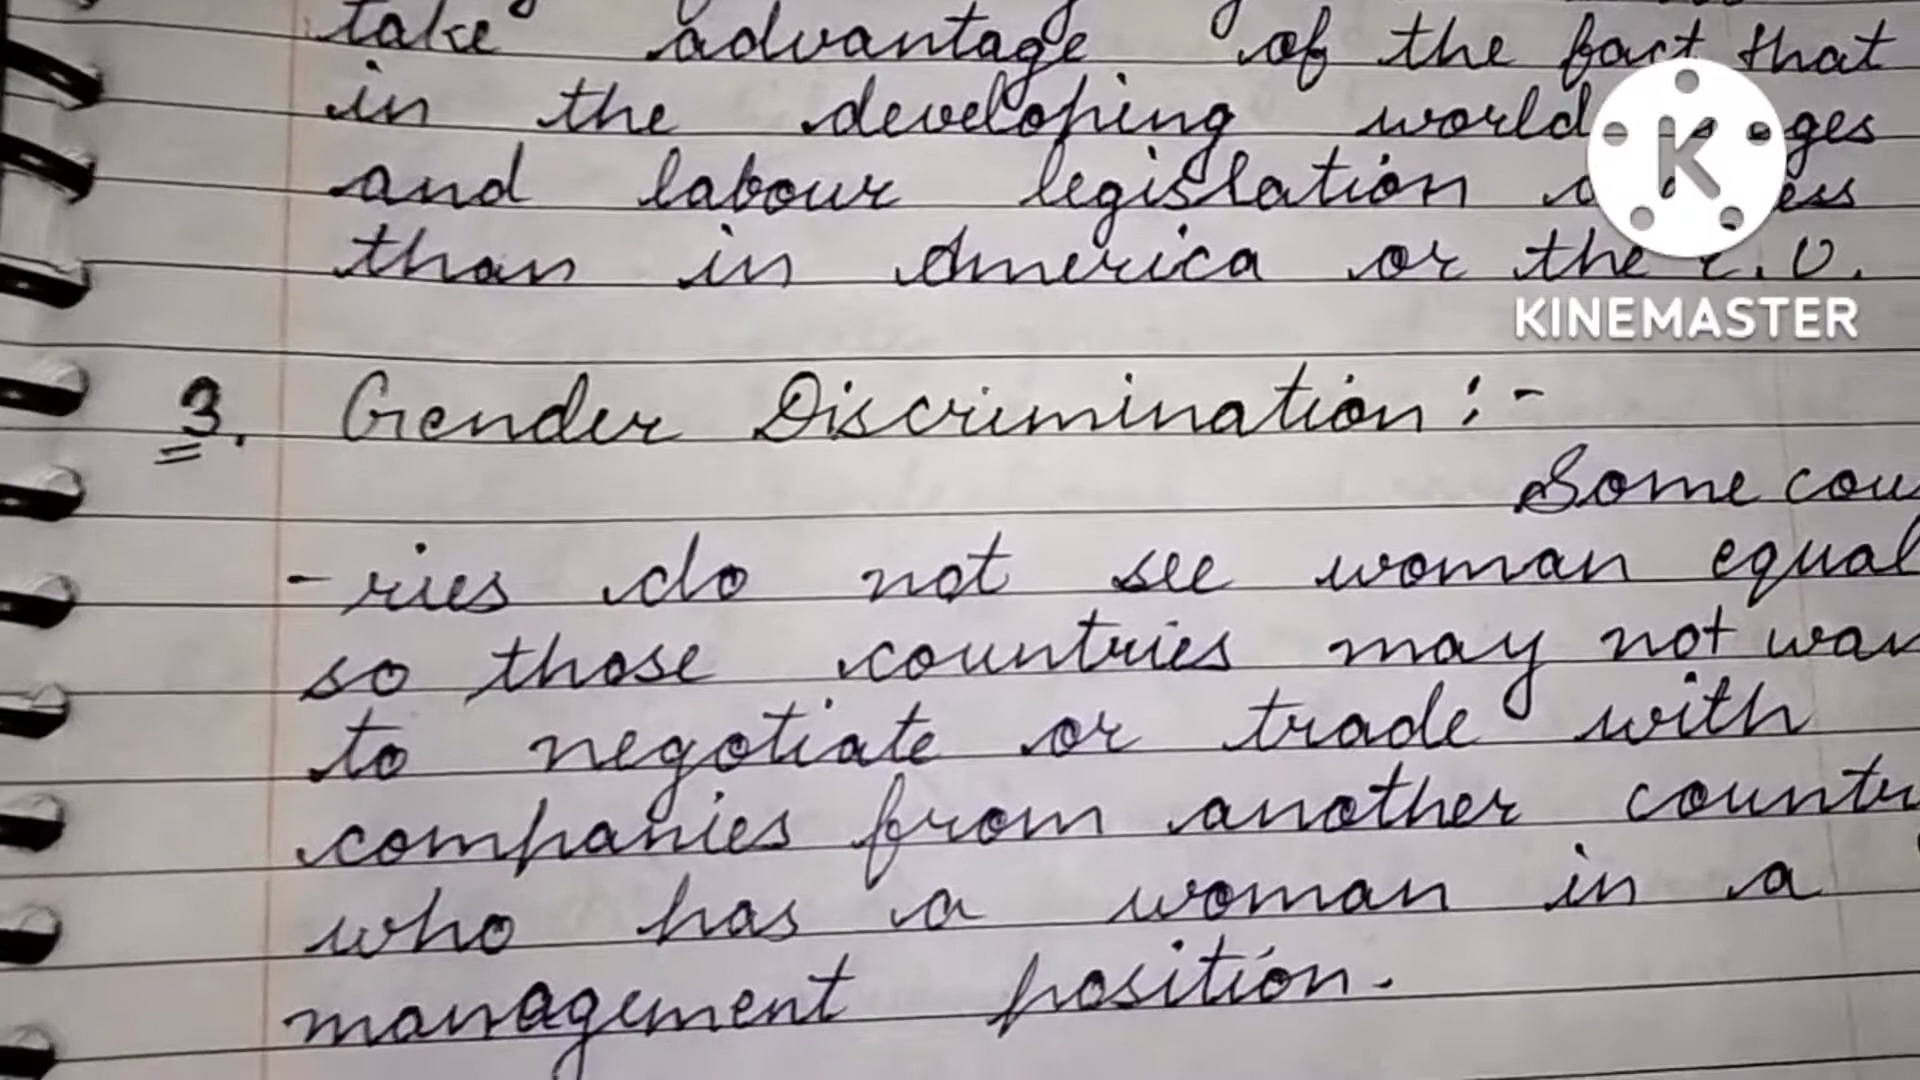 take advantage of the fact that
in the developing world ges
and labour legislation ess
than in America or the E.U.
KINEMASTER
3. Gender Discrimination :-
Some cou
-ries do not see woman equal
so those countries may not wan
to negotiate or trade with
companies from another countr
who has a woman in a
management position.